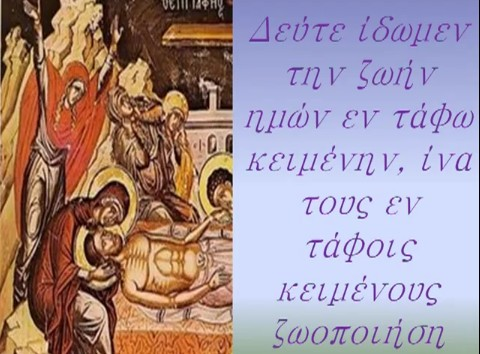 Δεύτε ίδωμεν
την ζωήν
ημών εν τάφω
κειμένην, ίνα
τους εν
τάφοις
κειμένους
ζωοποιήση